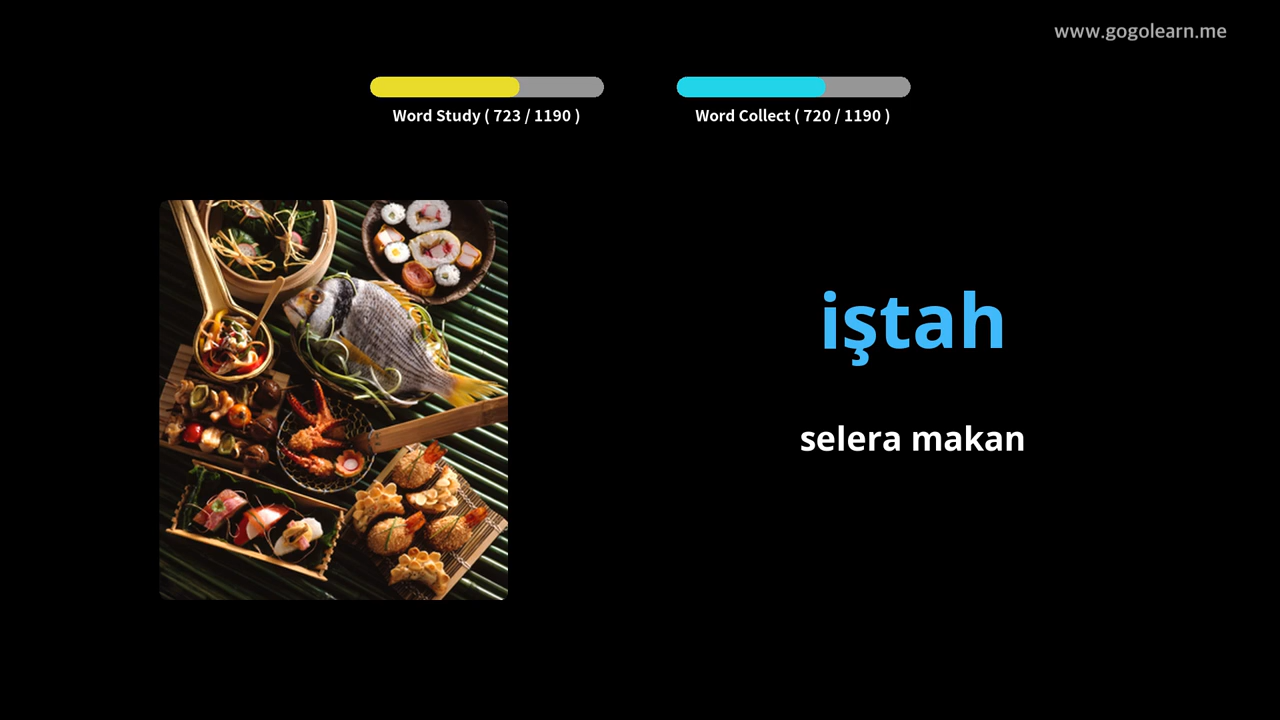 www.gogolearn.me
Word Study ( 723 / 1190 )
Word Collect ( 720 / 1190 )
iştah
selera makan